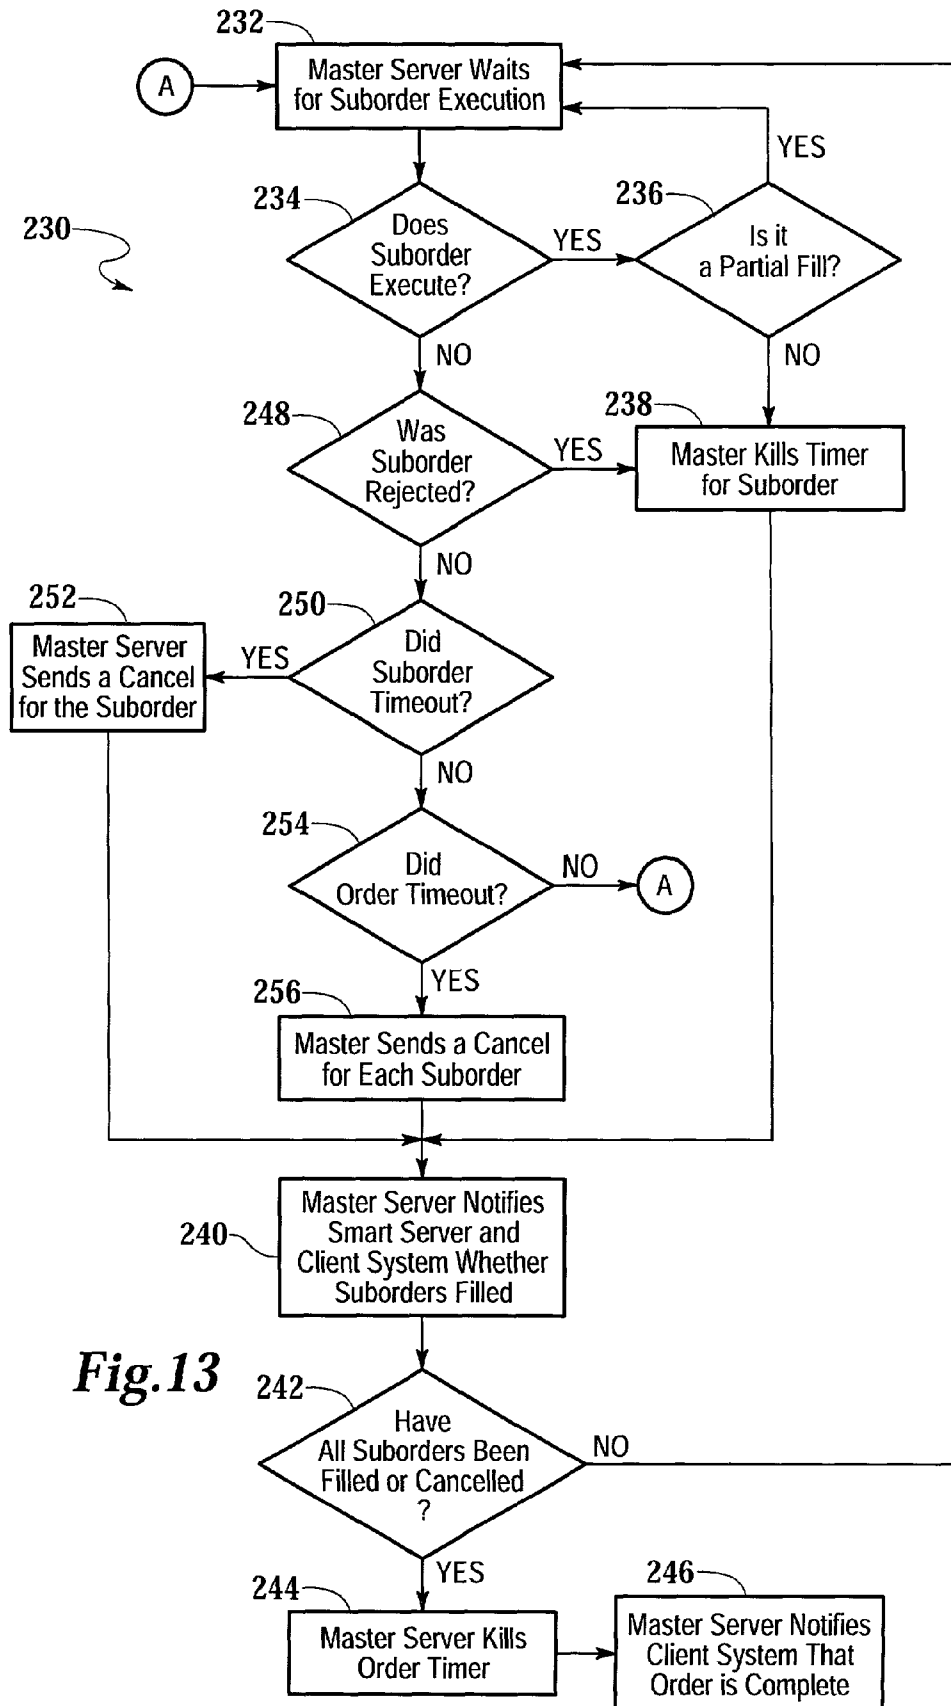 232
Master Server Waits
for Suborder Execution
A
YES
230
234
Does
Suborder
Execute?
YES
236
Is it
a Partial Fill?
NO
NO
248
Was
Suborder
Rejected?
YES
238
Master Kills Timer
for Suborder
NO
252
Master Server
Sends a Cancel
for the Suborder
YES
250
Did
Suborder
Timeout?
NO
254
Did
Order Timeout?
NO
A
YES
256
Master Sends a Cancel
for Each Suborder
240
Master Server Notifies
Smart Server and
Client System Whether
Suborders Filled
Fig.13
242
Have
All Suborders Been
Filled or Cancelled
?
NO
YES
244
Master Server Kills
Order Timer
246
Master Server Notifies
Client System That
Order is Complete